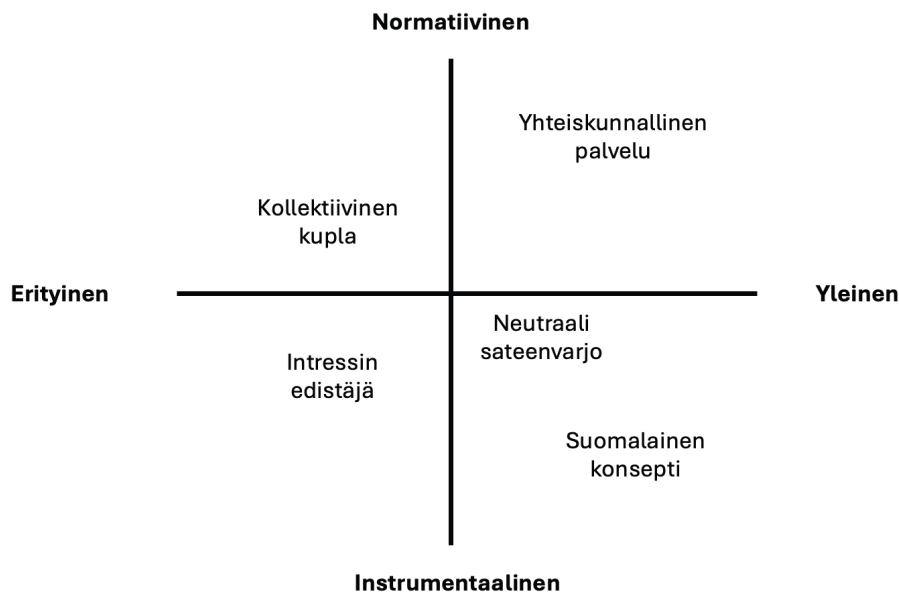 Normatiivinen
Yhteiskunnallinen
palvelu
Kollektiivinen
kupla
Erityinen
Yleinen
Neutraali
sateenvarjo
Intressin
edistäjä
Suomalainen
konsepti
Instrumentaalinen